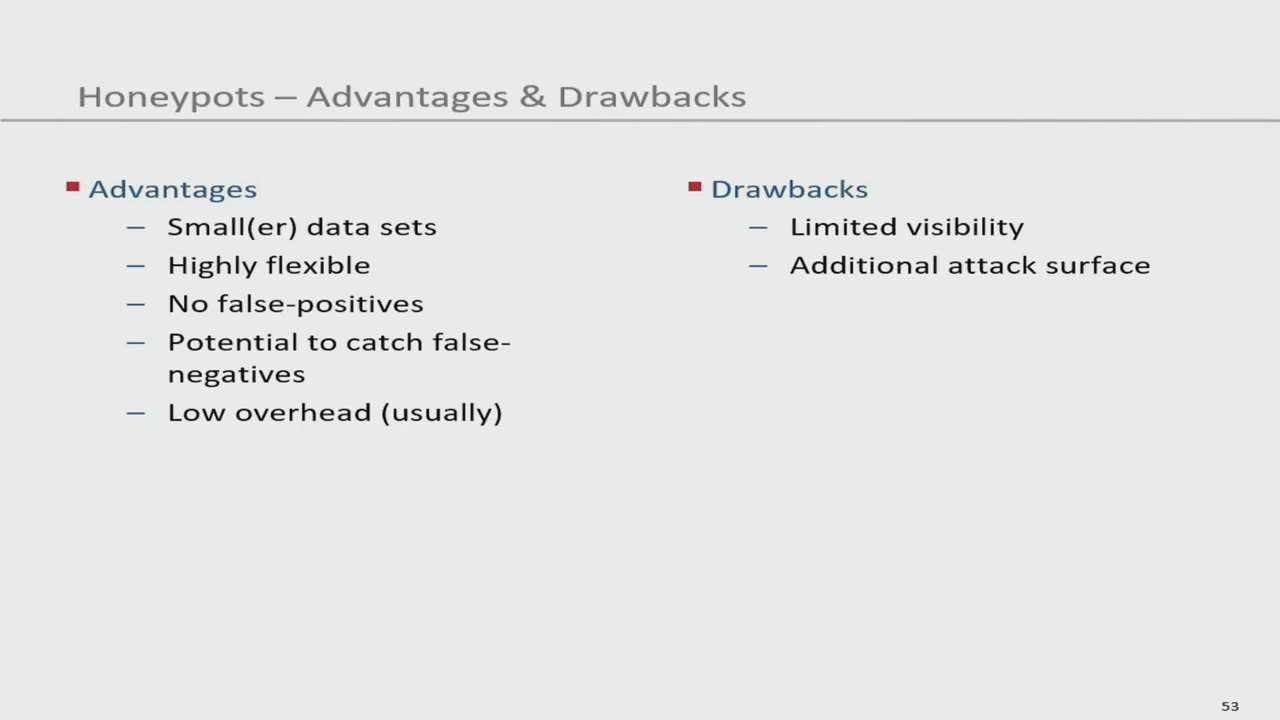 Honeypots – Advantages & Drawbacks
Advantages
– Small(er) data sets
– Highly flexible
– No false-positives
– Potential to catch false-
negatives
– Low overhead (usually)
Drawbacks
– Limited visibility
– Additional attack surface
53